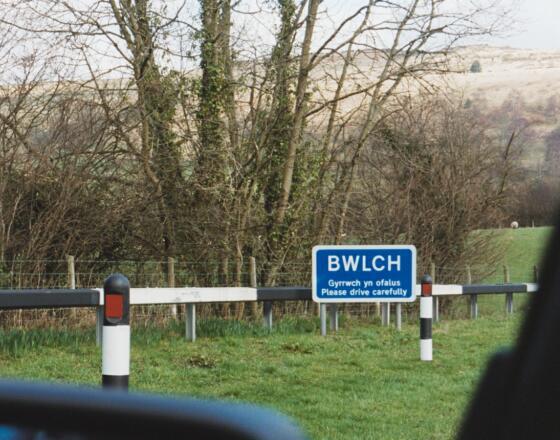 BWLCH
Gyrrwch yn ofalus
Please drive carefully